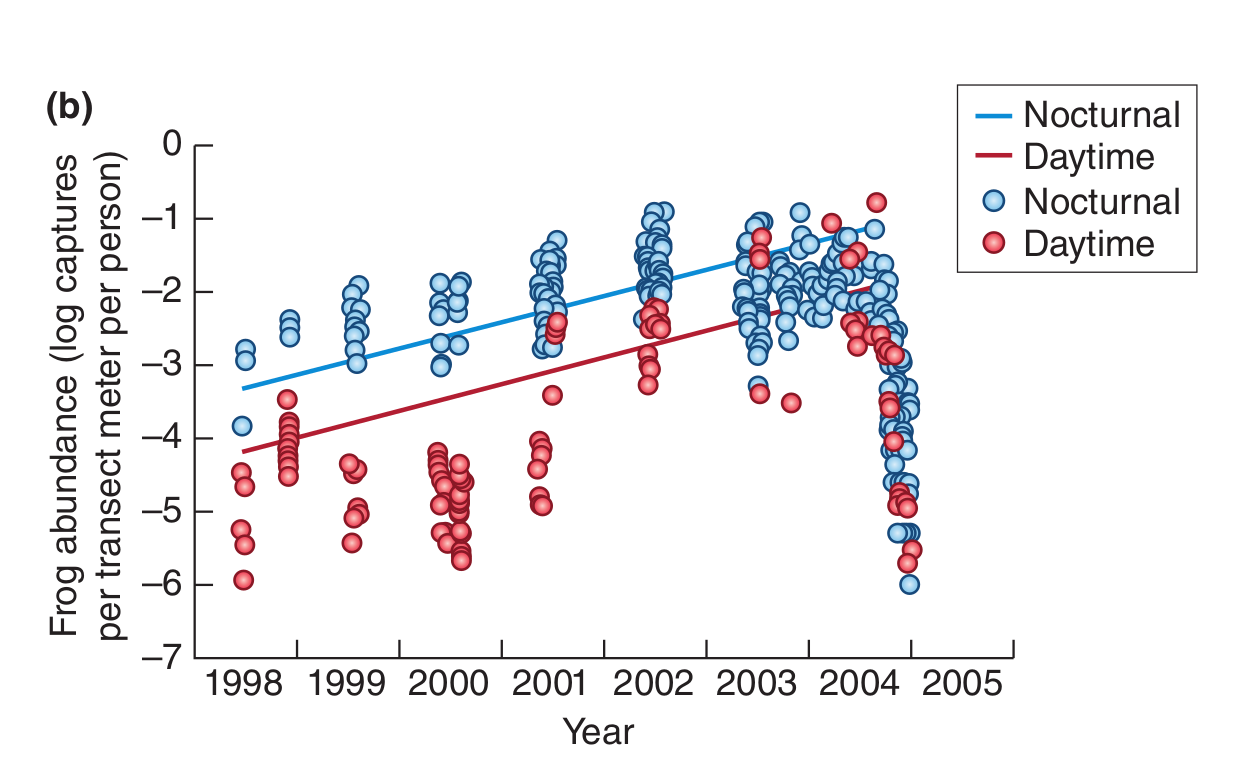 (b)
Nocturnal
Daytime
Nocturnal
Daytime
Frog abundance (log captures
per transect meter per person)
0
–1
–2
–3
–4
–5
–6
–7
1998 1999 2000 2001 2002 2003 2004 2005
Year